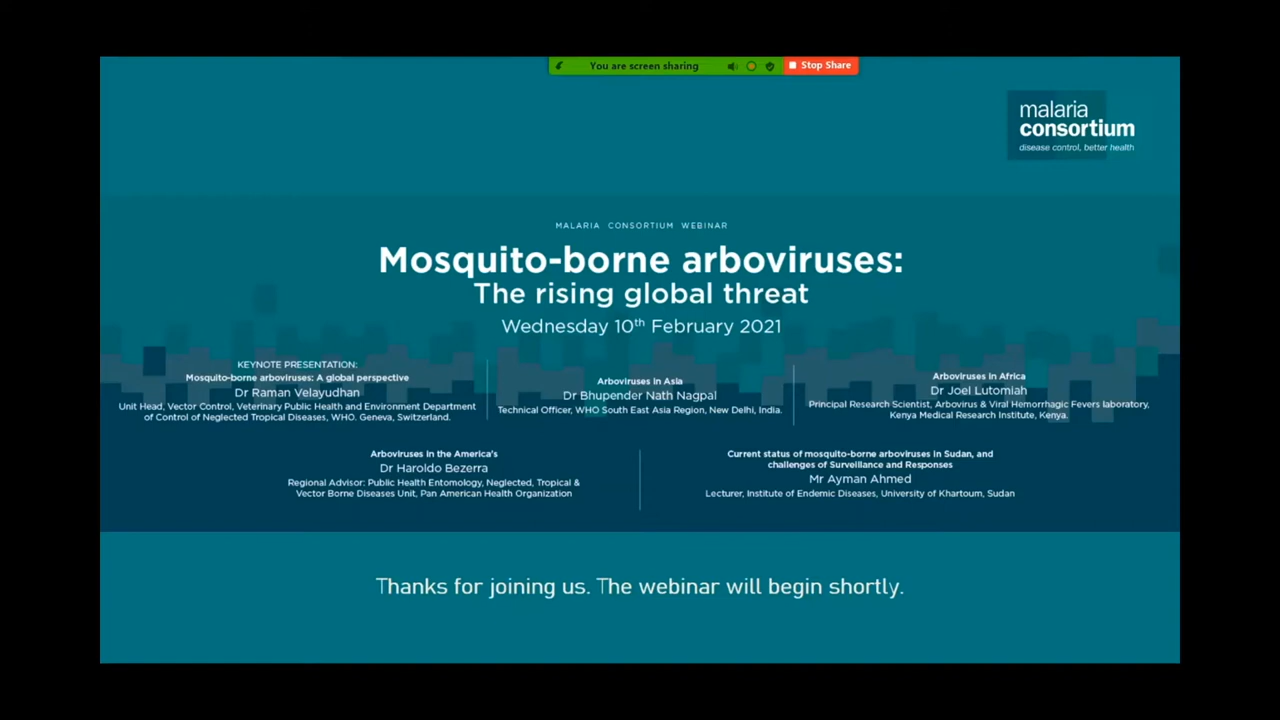 You are screen sharing
Stop Share
malaria
consortium
disease control, better health
MALARIA CONSORTIUM WEBINAR
Mosquito-borne arboviruses:
The rising global threat
Wednesday 10th February 2021
KEYNOTE PRESENTATION:
Mosquito-borne arboviruses: A global perspective
Dr Raman Velayudhan
Unit Head, Vector Control, Veterinary Public Health and Environment Department
of Control of Neglected Tropical Diseases, WHO. Geneva, Switzerland.
Arboviruses in Asia
Dr Bhupender Nath Nagpal
Technical Officer, WHO South East Asia Region, New Delhi, India.
Arboviruses in Africa
Dr Joel Lutomiah
Principal Research Scientist, Arbovirus & Viral Hemorrhagic Fevers laboratory,
Kenya Medical Research Institute, Kenya.
Arboviruses in the America's
Dr Haroldo Bezerra
Regional Advisor: Public Health Entomology, Neglected, Tropical &
Vector Borne Diseases Unit, Pan American Health Organization
Current status of mosquito-borne arboviruses in Sudan, and
challenges of Surveillance and Responses
Mr Ayman Ahmed
Lecturer, Institute of Endemic Diseases, University of Khartoum, Sudan
Thanks for joining us. The webinar will begin shortly.